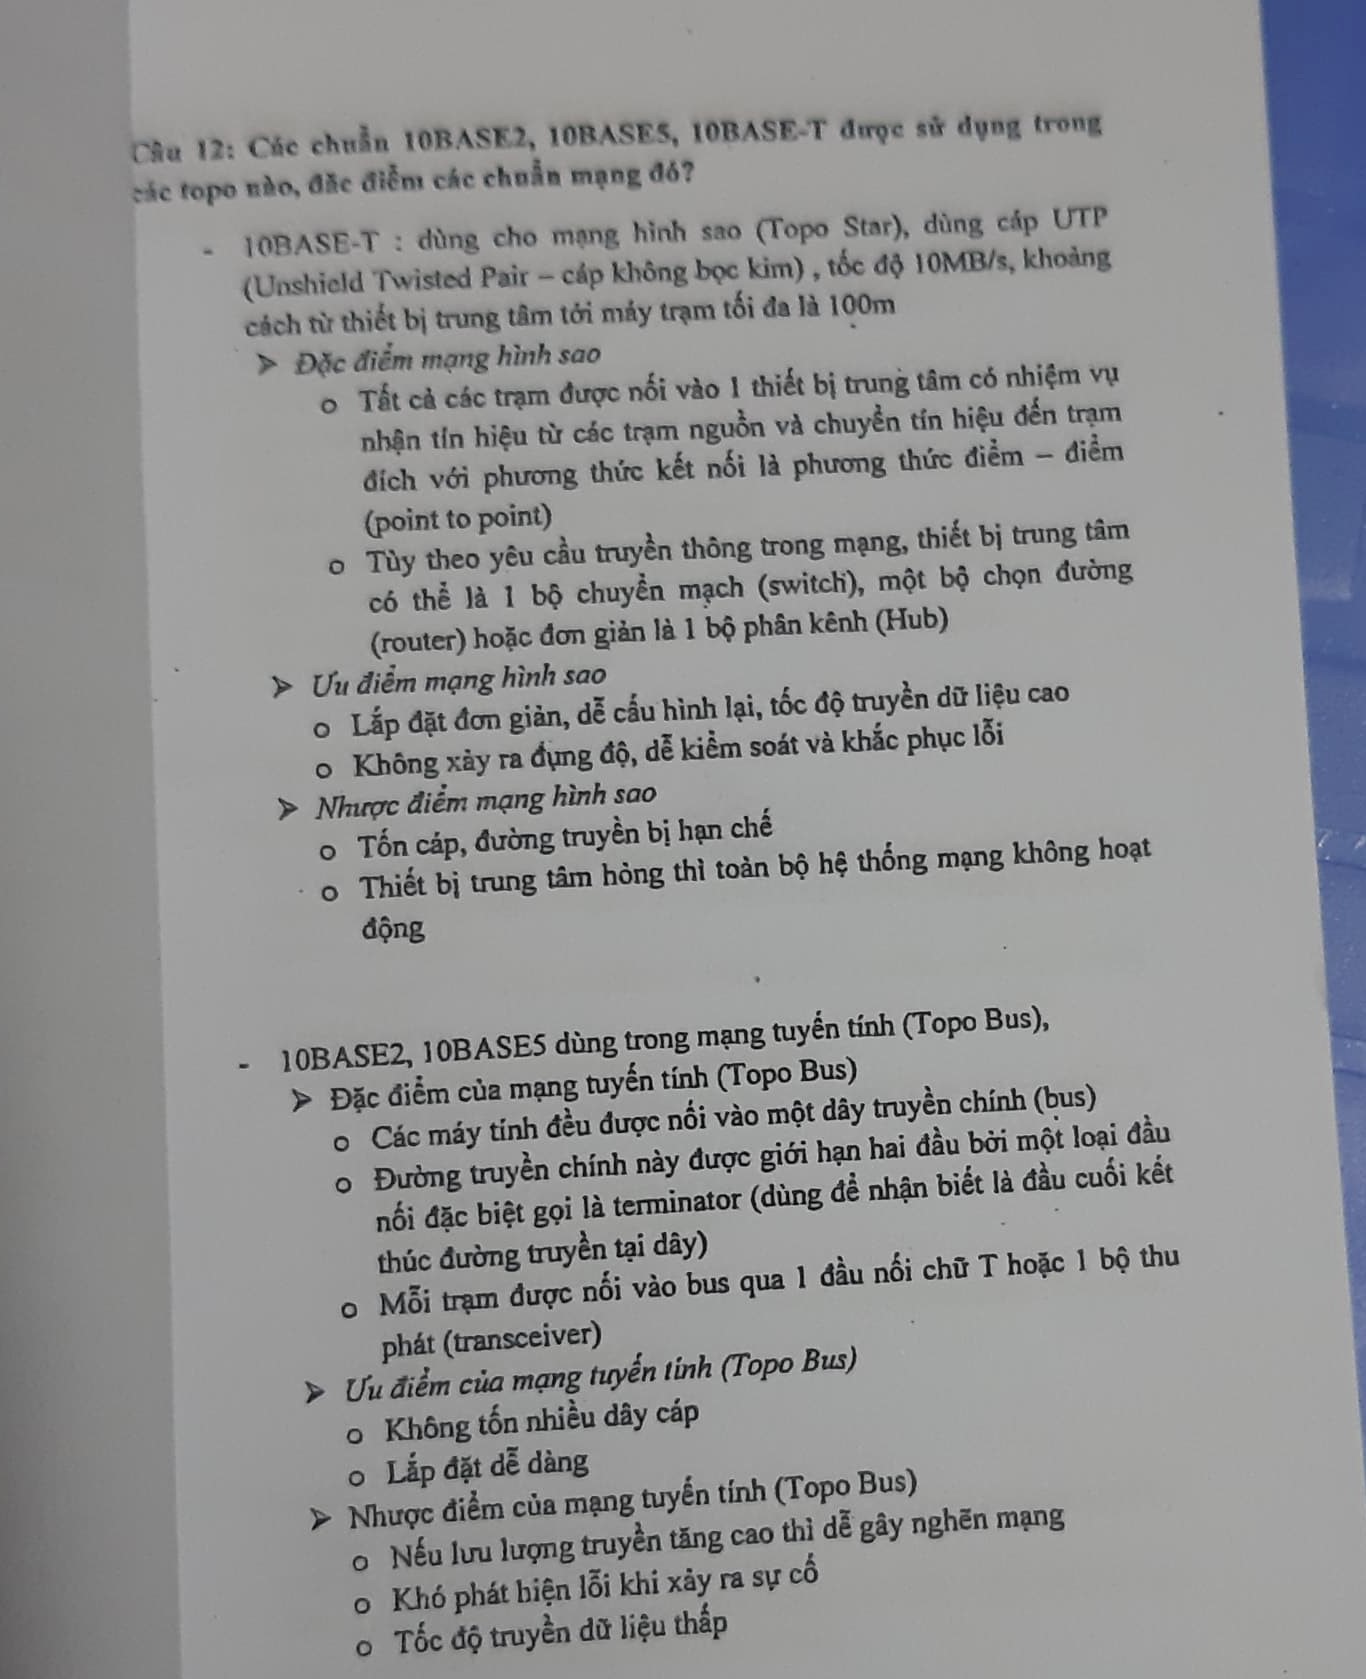 Câu 12: Các chuẩn 10BASE2, 10BASE5, 10BASE-T được sử dụng trong
các topo nào, đặc điểm các chuẩn mạng đó?
- 10BASE-T : dùng cho mạng hình sao (Topo Star), dùng cáp UTP
(Unshield Twisted Pair – cáp không bọc kim) , tốc độ 10MB/s, khoảng
cách từ thiết bị trung tâm tới máy trạm tối đa là 100m
➢ Đặc điểm mạng hình sao
o Tất cả các trạm được nối vào 1 thiết bị trung tâm có nhiệm vụ
nhận tín hiệu từ các trạm nguồn và chuyển tín hiệu đến trạm
đích với phương thức kết nối là phương thức điểm – điểm
(point to point)
o Tùy theo yêu cầu truyền thông trong mạng, thiết bị trung tâm
có thể là 1 bộ chuyển mạch (switch), một bộ chọn đường
(router) hoặc đơn giản là 1 bộ phân kênh (Hub)
➢ Ưu điểm mạng hình sao
o Lắp đặt đơn giản, dễ cấu hình lại, tốc độ truyền dữ liệu cao
o Không xảy ra đụng độ, dễ kiểm soát và khắc phục lỗi
➢ Nhược điểm mạng hình sao
o Tốn cáp, đường truyền bị hạn chế
o Thiết bị trung tâm hỏng thì toàn bộ hệ thống mạng không hoạt
động
- 10BASE2, 10BASE5 dùng trong mạng tuyến tính (Topo Bus),
➢ Đặc điểm của mạng tuyến tính (Topo Bus)
o Các máy tính đều được nối vào một dây truyền chính (bus)
o Đường truyền chính này được giới hạn hai đầu bởi một loại đầu
nối đặc biệt gọi là terminator (dùng để nhận biết là đầu cuối kết
thúc đường truyền tại dây)
o Mỗi trạm được nối vào bus qua 1 đầu nối chữ T hoặc 1 bộ thu
phát (transceiver)
➢ Ưu điểm của mạng tuyến tính (Topo Bus)
o Không tốn nhiều dây cáp
o Lắp đặt dễ dàng
➢ Nhược điểm của mạng tuyến tính (Topo Bus)
o Nếu lưu lượng truyền tăng cao thì dễ gây nghẽn mạng
o Khó phát hiện lỗi khi xảy ra sự cố
o Tốc độ truyền dữ liệu thấp